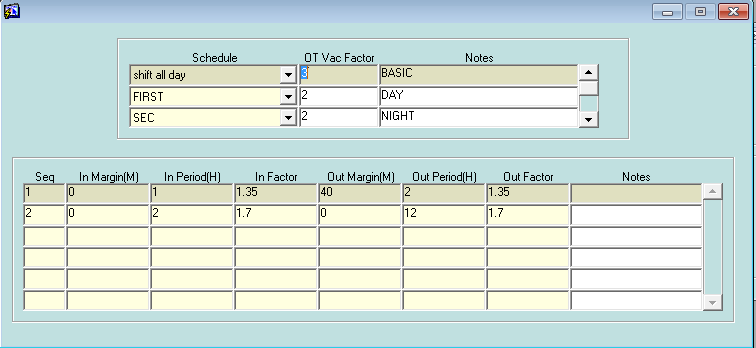 Schedule OT Vac Factor Notes
shift all day 3 BASIC
FIRST 2 DAY
SEC 2 NIGHT
Seq In Margin(M) In Period(H) In Factor Out Margin(M) Out Period(H) Out Factor Notes
1 0 1 1.35 40 2 1.35
2 0 2 1.7 0 12 1.7